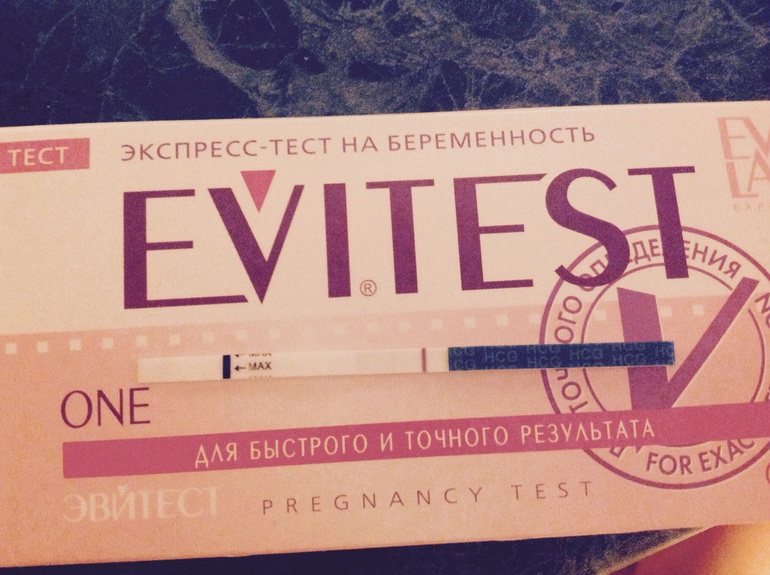 ТЕСТ
ЭКСПРЕСС-ТЕСТ НА БЕРЕМЕННОСТЬ
EVITEST®
ОПРЕДЕЛЕНИЯ
←MAX
HCG HCG HCG HCG
ONE
ДЛЯ БЫСТРОГО И ТОЧНОГО РЕЗУЛЬТАТА
FOR EXAC
ЭВИТЕСТ
PREGNANCY TEST